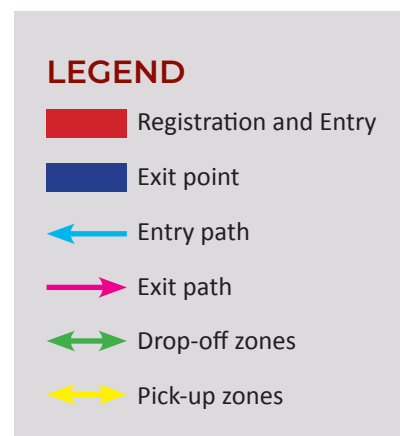 LEGEND
Registration and Entry
Exit point
Entry path
Exit path
Drop-off zones
Pick-up zones